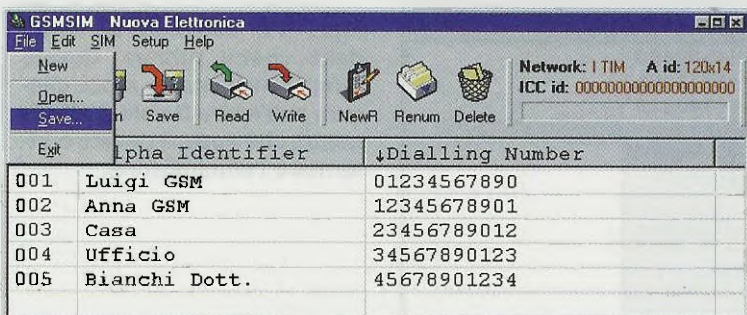 GSMSIM Nuova Elettronica
File Edit SIM Setup Help
New
Open...
Save...
Exit
n Save Read Write NewR Renum Delete
Network: I TIM A id: 120x14
ICC id: 00000000000000000000
lpha Identifier ↓Dialling Number
001 Luigi GSM 01234567890
002 Anna GSM 12345678901
003 Casa 23456789012
004 Ufficio 34567890123
005 Bianchi Dott. 45678901234